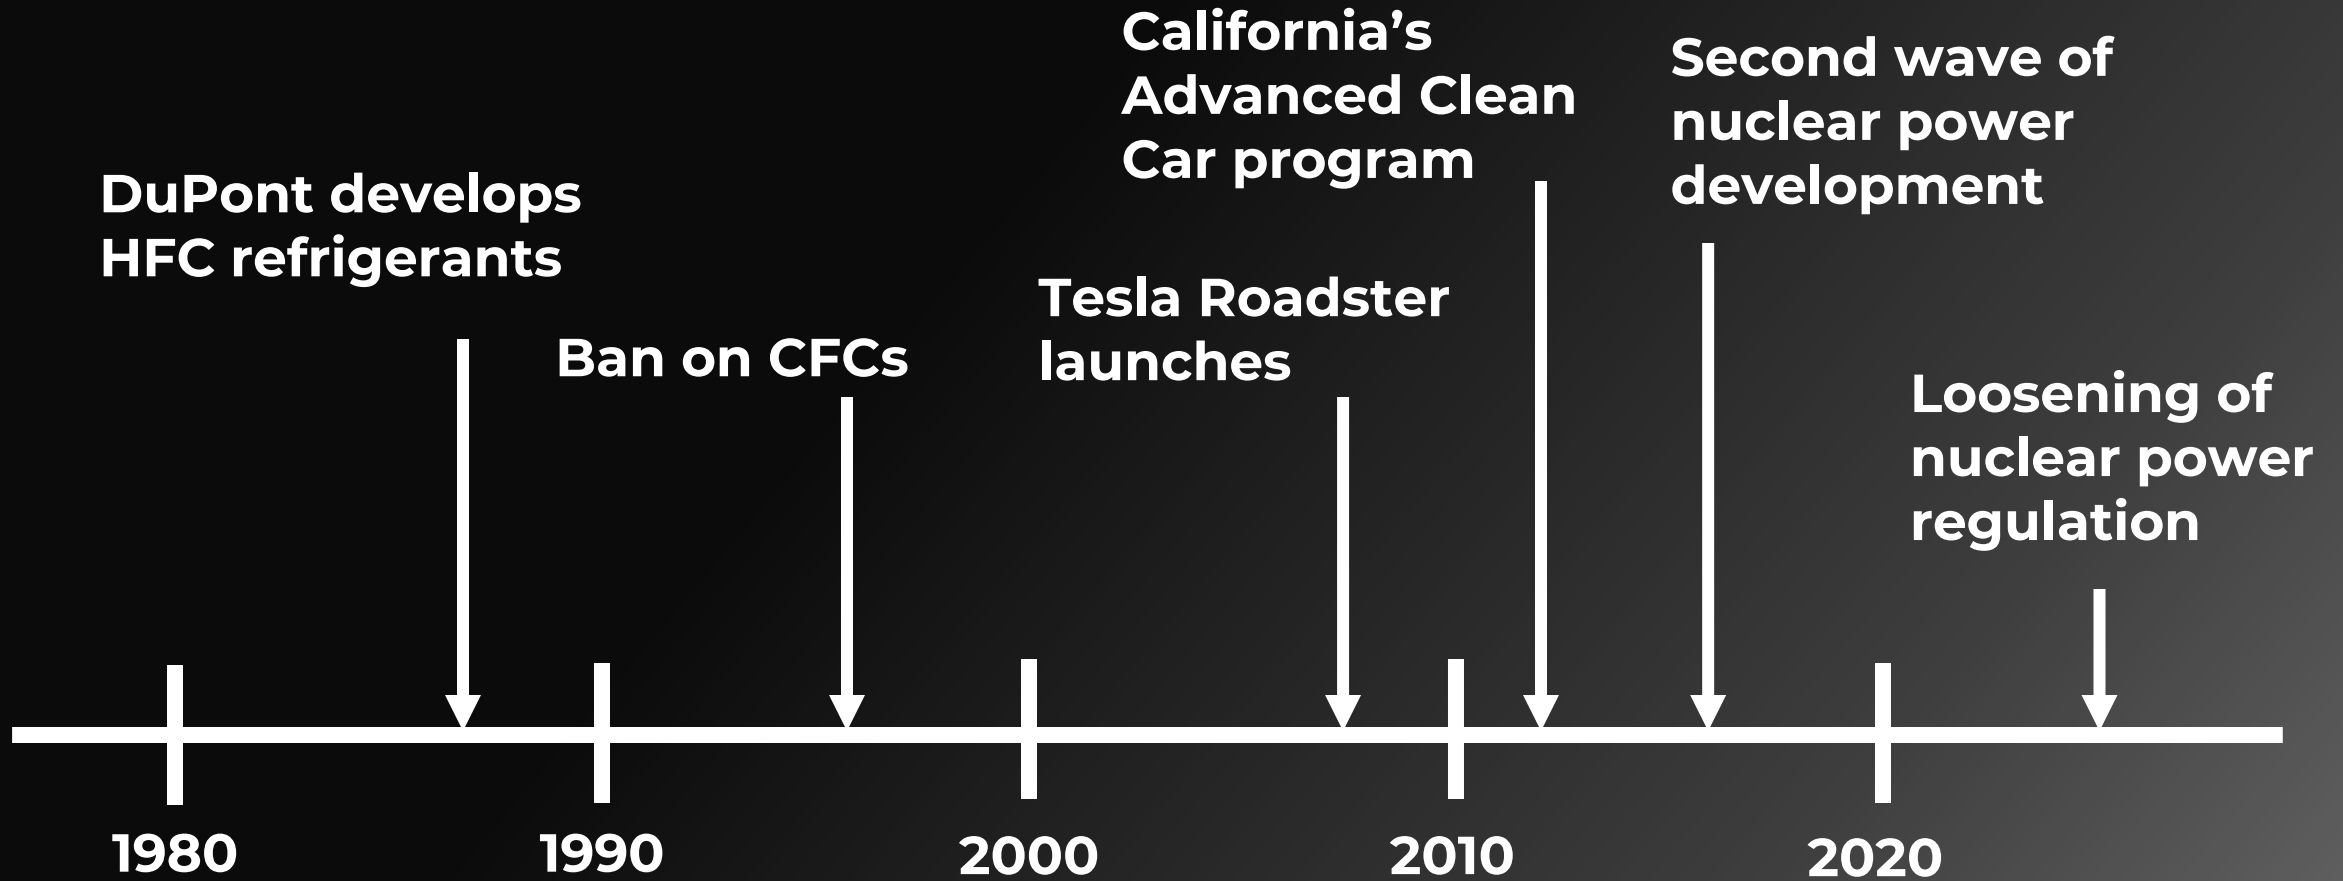 California’s
Advanced Clean
Car program
Second wave of
nuclear power
development
DuPont develops
HFC refrigerants
Tesla Roadster
launches
Ban on CFCs
Loosening of
nuclear power
regulation
1980
1990
2000
2010
2020